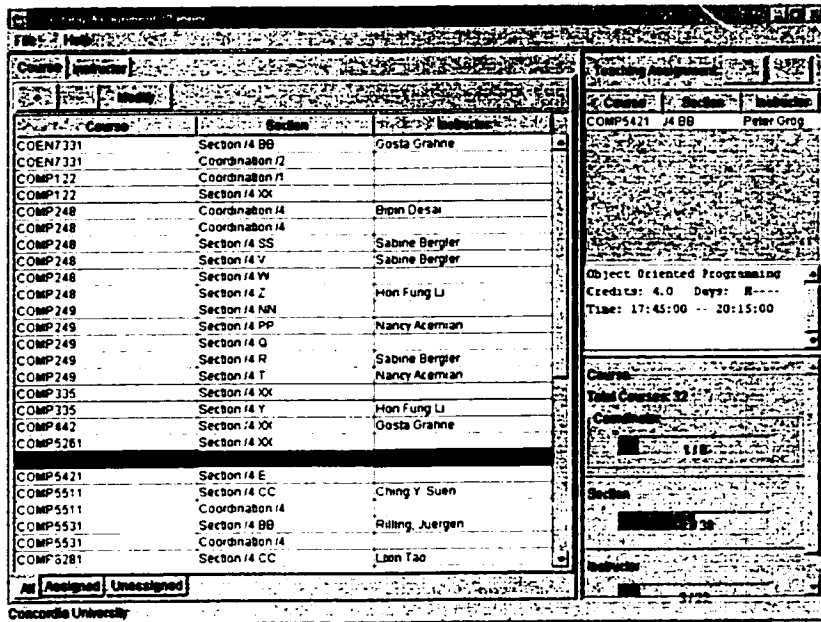 File Help
Course Instructor
Modify
Course Section Instructor
COEN7331 Section /4 BB Gosta Grahne
COEN7331 Coordination /2
COMP122 Coordination /1
COMP122 Section /4 XX
COMP248 Coordination /4 Bipin Desai
COMP248 Coordination /4
COMP248 Section /4 SS Sabine Bergler
COMP248 Section /4 V Sabine Bergler
COMP248 Section /4 W
COMP248 Section /4 Z Hon Fung Li
COMP249 Section /4 NN
COMP249 Section /4 PP Nancy Acemian
COMP249 Section /4 Q
COMP249 Section /4 R Sabine Bergler
COMP249 Section /4 T Nancy Acemian
COMP335 Section /4 XX
COMP335 Section /4 Y Hon Fung Li
COMP442 Section /4 XX Gosta Grahne
COMP5261 Section /4 XX
COMP5421 Section /4 E
COMP5511 Section /4 CC Ching Y. Suen
COMP5511 Coordination /4
COMP5531 Section /4 BB Rilling, Juergen
COMP5531 Coordination /4
COMP6281 Section /4 CC Tao
All Assigned Unassigned
Concordia University
Teaching Assignment
Course Section Instructor
COMP5421 /4 BB Peter Grog
Object Oriented Programming
Credits: 4.0 Days:
Time: 17:45:00 -- 20:15:00
Course
Total Courses: 32
Coordinator
Section
Instructor